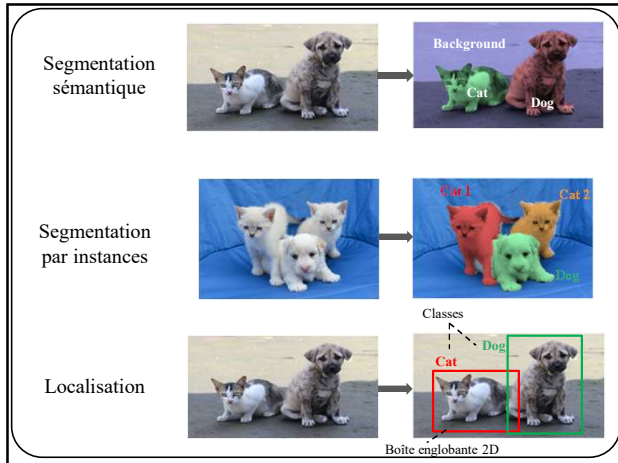 Segmentation
sémantique
Background
Cat
Dog
Segmentation
par instances
Cat 1
Cat 2
Dog
Localisation
Classes
Dog
Cat
Boîte englobante 2D